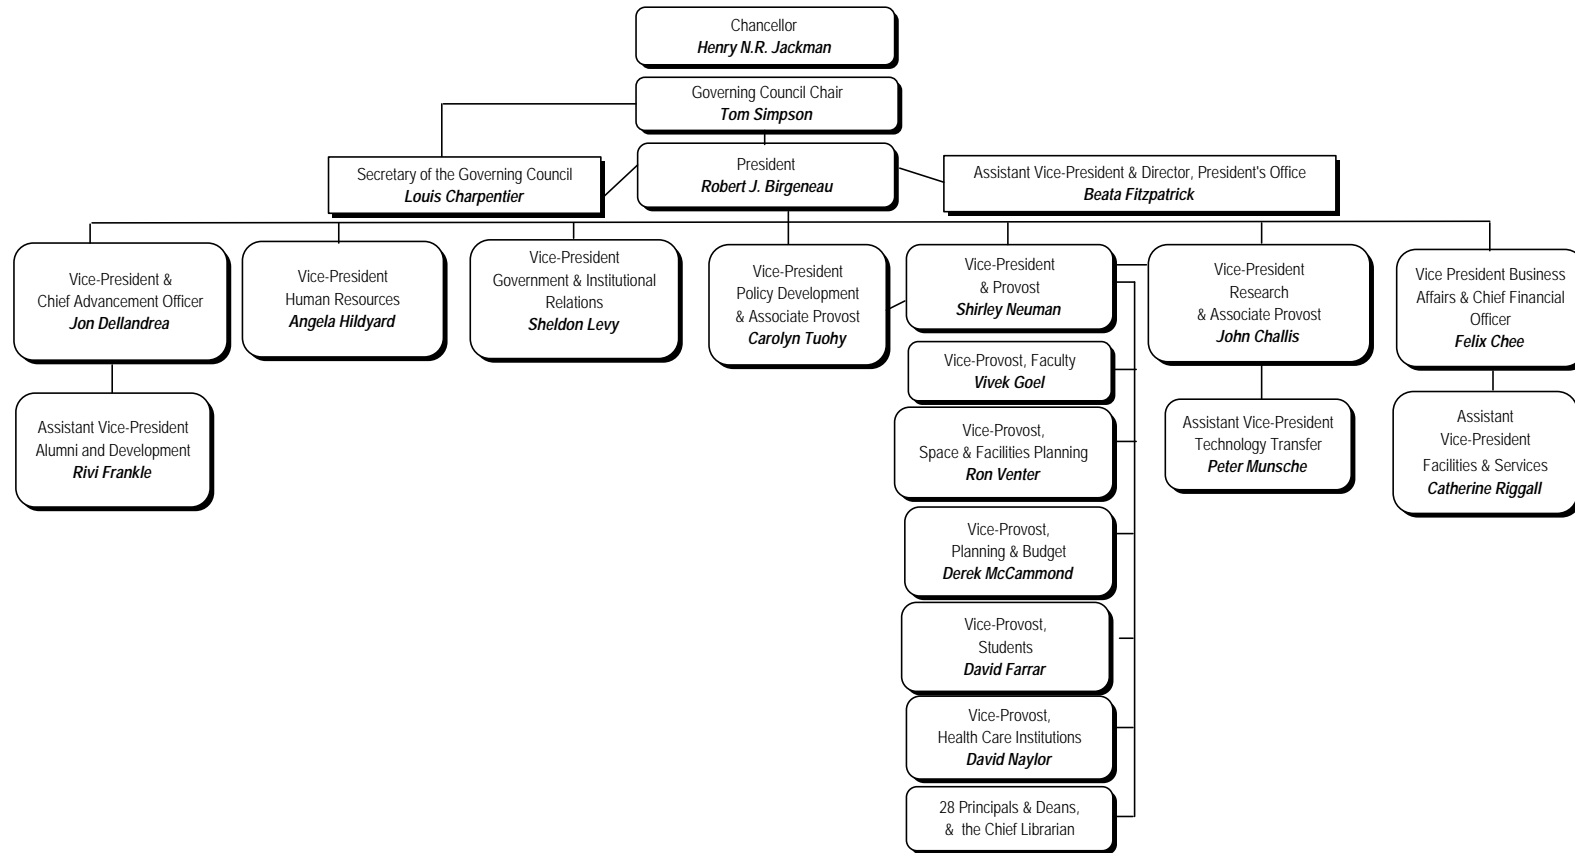 Chancellor
Henry N.R. Jackman
Governing Council Chair
Tom Simpson
Secretary of the Governing Council
Louis Charpentier
President
Robert J. Birgeneau
Assistant Vice-President & Director, President's Office
Beata Fitzpatrick
Vice-President &
Chief Advancement Officer
Jon Dellandrea
Vice-President
Human Resources
Angela Hildyard
Vice-President
Government & Institutional
Relations
Sheldon Levy
Vice-President
Policy Development
& Associate Provost
Carolyn Tuohy
Vice-President
& Provost
Shirley Neuman
Vice-President
Research
& Associate Provost
John Challis
Vice President Business
Affairs & Chief Financial
Officer
Felix Chee
Assistant Vice-President
Alumni and Development
Rivi Frankle
Vice-Provost, Faculty
Vivek Goel
Vice-Provost,
Space & Facilities Planning
Ron Venter
Vice-Provost,
Planning & Budget
Derek McCammond
Vice-Provost,
Students
David Farrar
Vice-Provost,
Health Care Institutions
David Naylor
28 Principals & Deans,
& the Chief Librarian
Assistant Vice-President
Technology Transfer
Peter Munsche
Assistant
Vice-President
Facilities & Services
Catherine Riggall